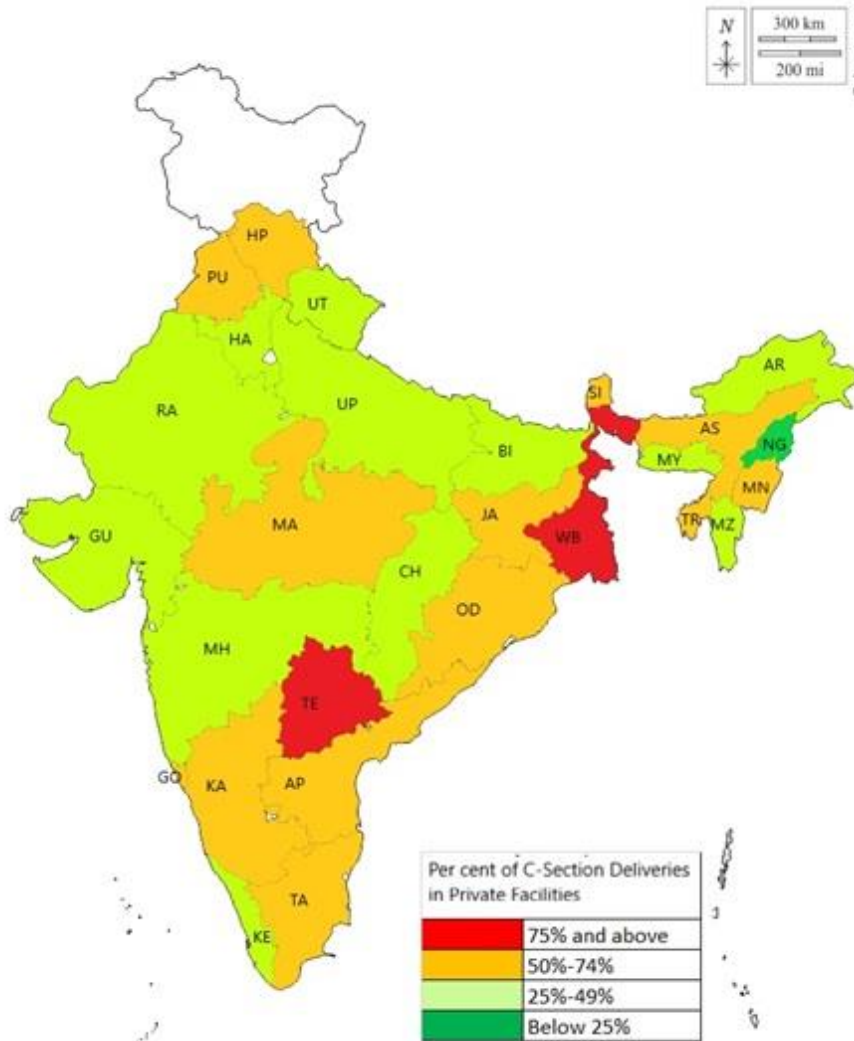 N
300 km
200 mi
HP
PU
UT
HA
AR
RA
UP
SI
AS
BI
MY
NG
MN
MA
JA
TR
MZ
GU
WB
CH
OD
MH
TE
GO
KA
AP
TA
KE
Per cent of C-Section Deliveries
in Private Facilities
75% and above
50%-74%
25%-49%
Below 25%